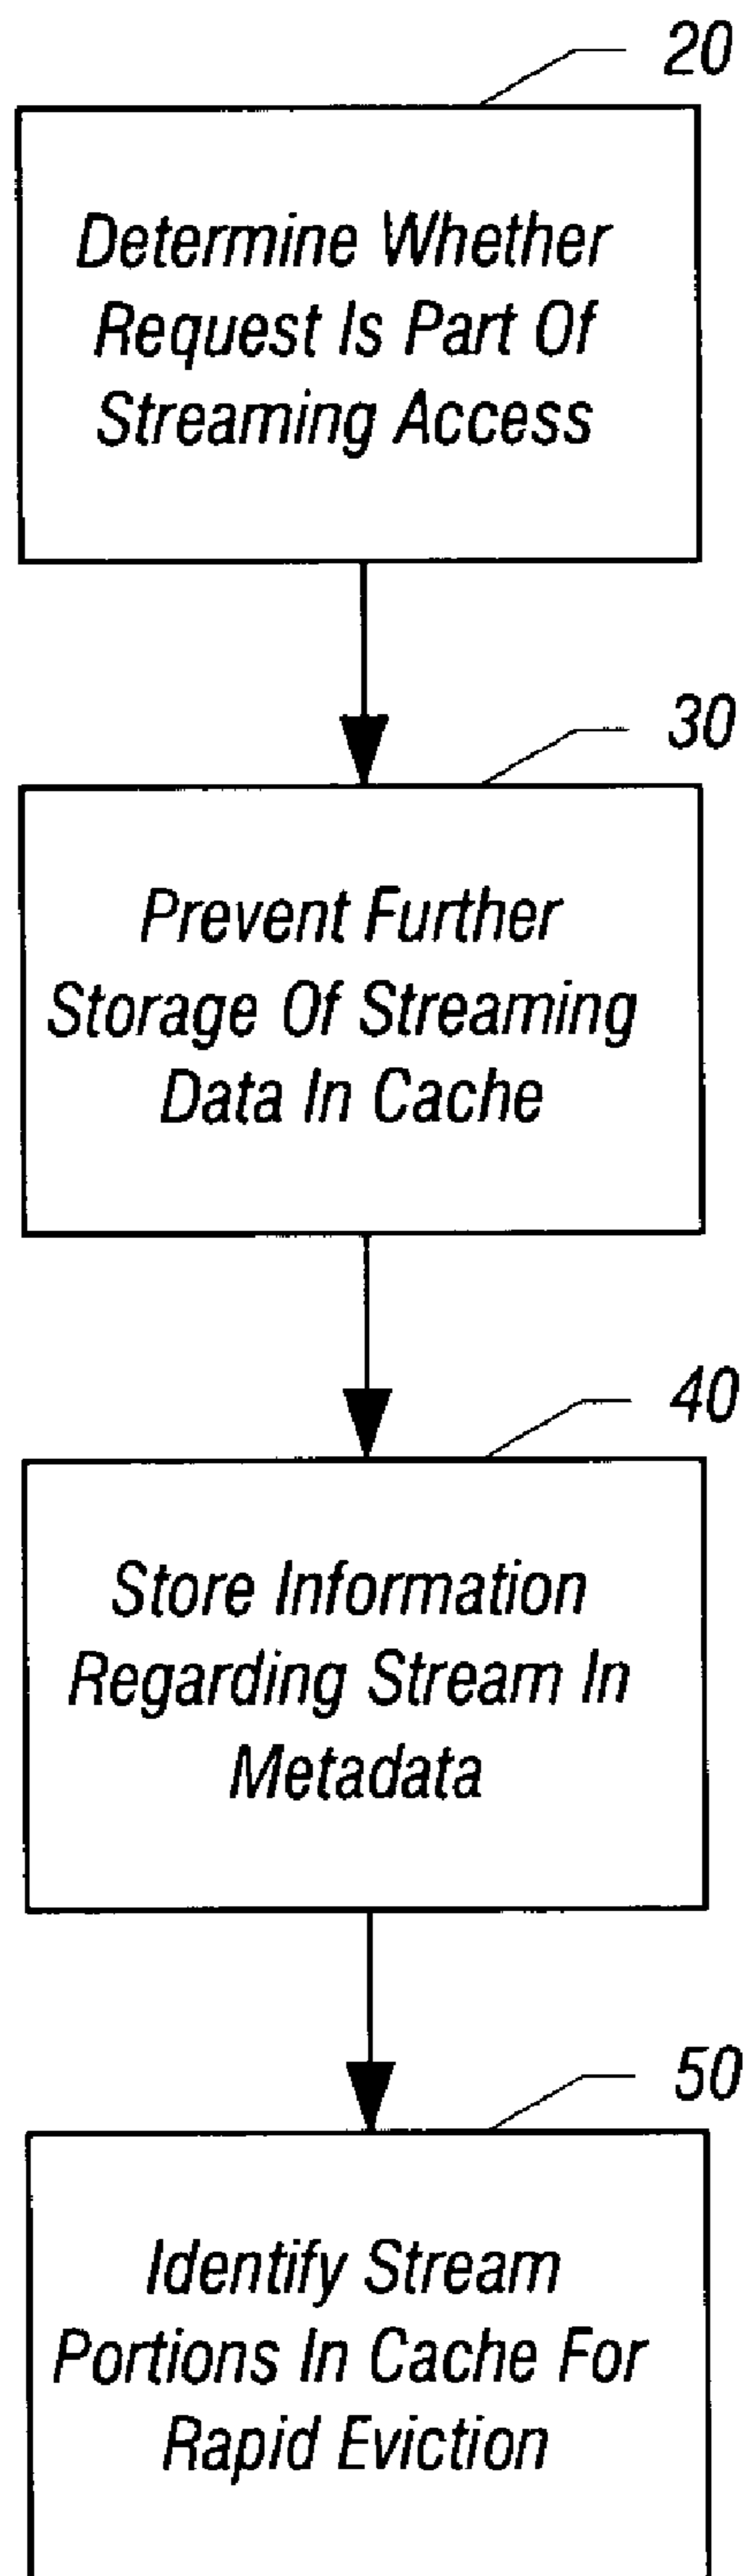 20
Determine Whether
Request Is Part Of
Streaming Access
30
Prevent Further
Storage Of Streaming
Data In Cache
40
Store Information
Regarding Stream In
Metadata
50
Identify Stream
Portions In Cache For
Rapid Eviction